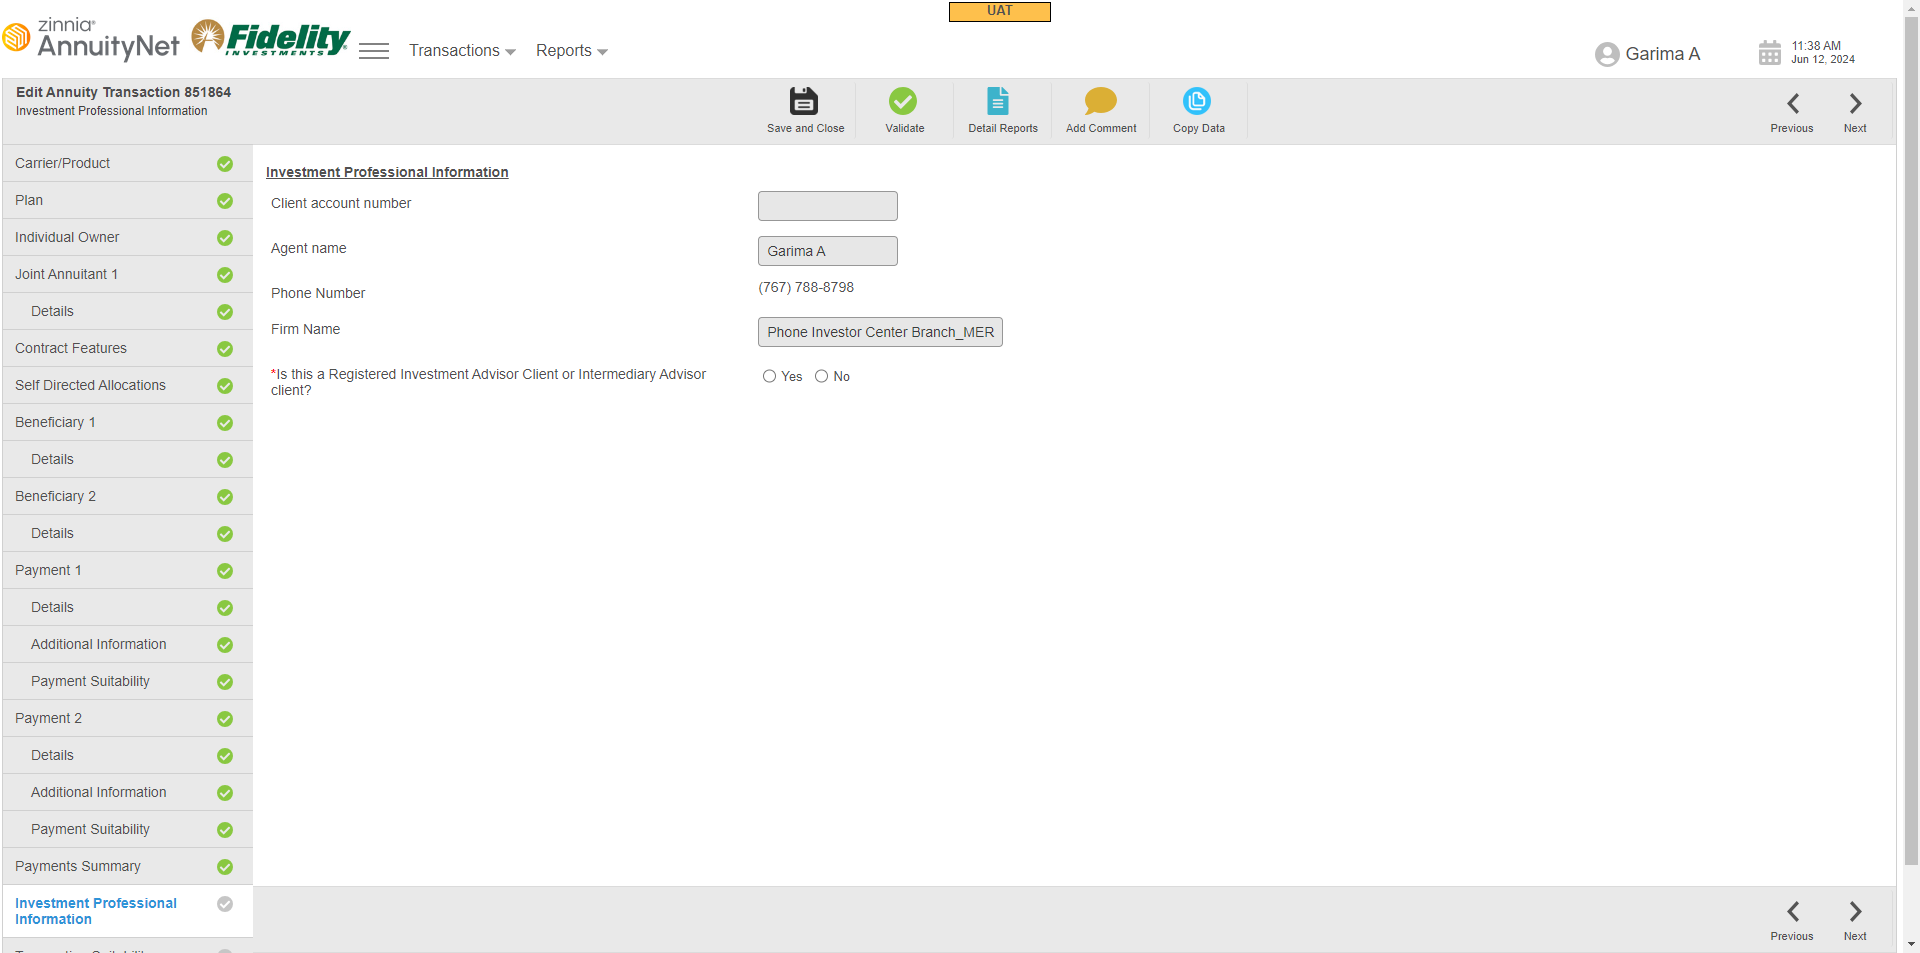 UAT
zinnia®
AnnuityNet
Fidelity
INVESTMENTS
Transactions
Reports
Garima A
11:38 AM
Jun 12, 2024
Edit Annuity Transaction 851864
Investment Professional Information
Save and Close
Validate
Detail Reports
Add Comment
Copy Data
Previous
Next
Carrier/Product
Plan
Individual Owner
Joint Annuitant 1
Details
Contract Features
Self Directed Allocations
Beneficiary 1
Details
Beneficiary 2
Details
Payment 1
Details
Additional Information
Payment Suitability
Payment 2
Details
Additional Information
Payment Suitability
Payments Summary
Investment Professional
Information
Investment Professional Information
Client account number
Agent name
Garima A
Phone Number
(767) 788-8798
Firm Name
Phone Investor Center Branch_MER
*Is this a Registered Investment Advisor Client or Intermediary Advisor
client?
Yes
No
Previous
Next